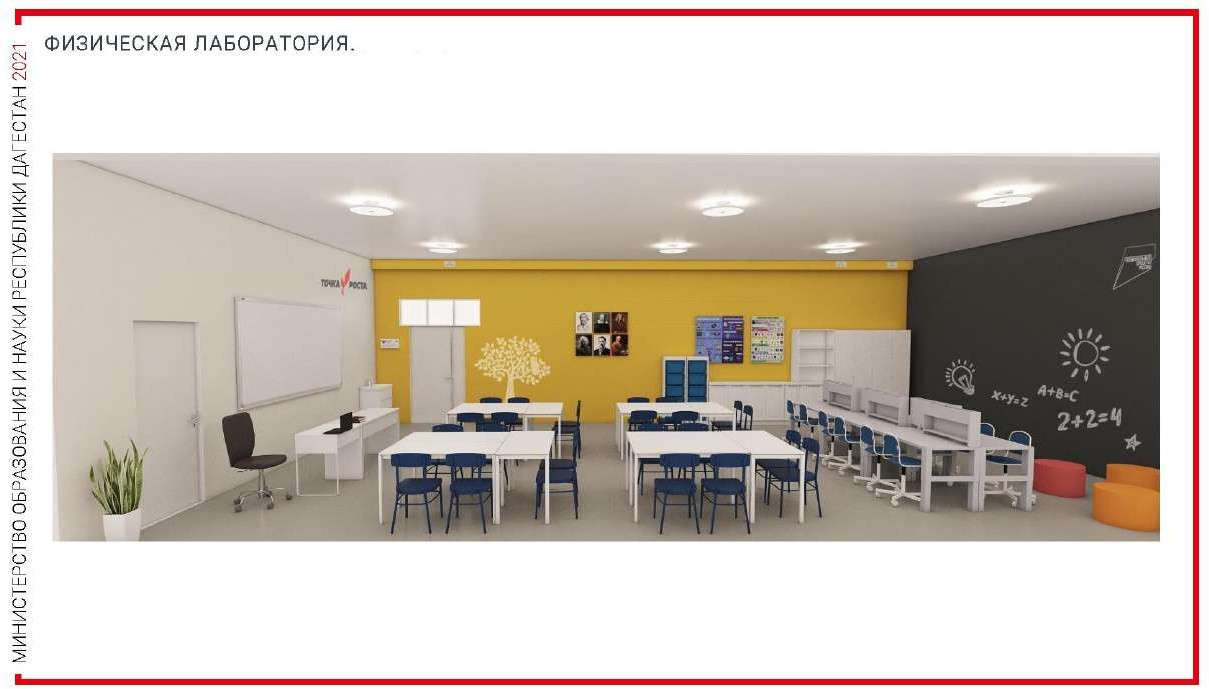 ФИЗИЧЕСКАЯ ЛАБОРАТОРИЯ.
МИНИСТЕРСТВО ОБРАЗОВАНИЯ И НАУКИ РЕСПУБЛИКИ ДАГЕСТАН 2021
ТОЧКА РОСТА
X+Y=Z
A+B=C
2+2=4